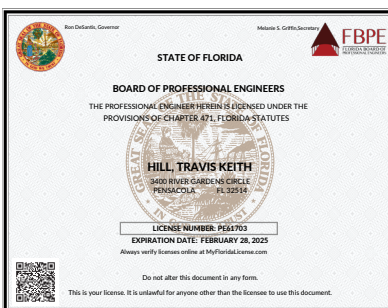 Ron DeSantis, Governor
Melanie S. Griffin,Secretary
FBPE
FLORIDA BOARD OF
PROFESSIONAL ENGINEERS
STATE OF FLORIDA
BOARD OF PROFESSIONAL ENGINEERS
THE PROFESSIONAL ENGINEER HEREIN IS LICENSED UNDER THE
PROVISIONS OF CHAPTER 471, FLORIDA STATUTES
HILL, TRAVIS KEITH
3400 RIVER GARDENS CIRCLE
PENSACOLA FL 32514
LICENSE NUMBER: PE61703
EXPIRATION DATE: FEBRUARY 28, 2025
Always verify licenses online at MyFloridaLicense.com
Do not alter this document in any form.
This is your license. It is unlawful for anyone other than the licensee to use this document.